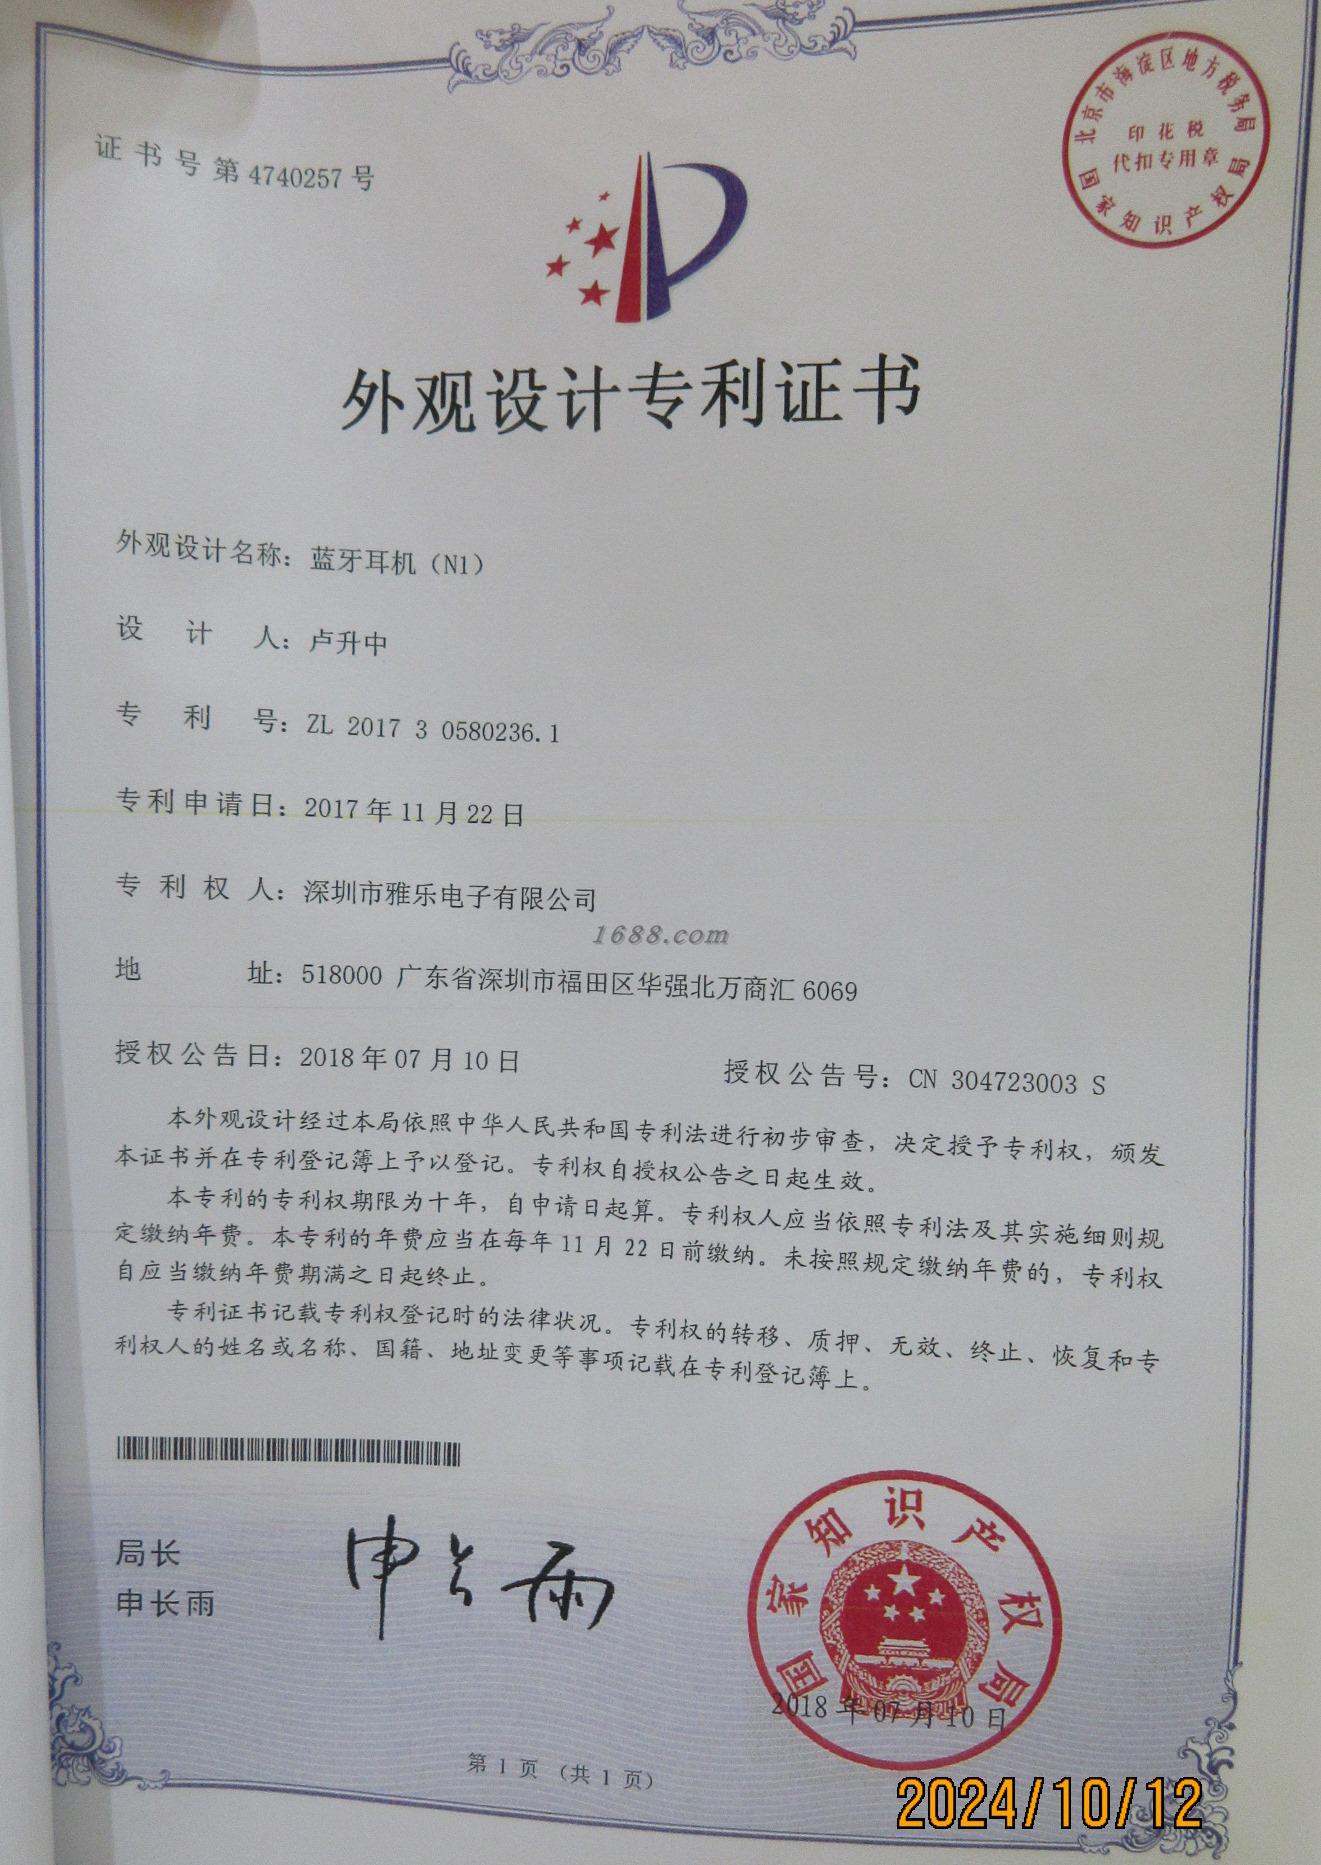 证书号第4740257号
北京市海淀区地方税务局
印花税
代扣专用章
国家知识产权局
外观设计专利证书
外观设计名称：蓝牙耳机（N1）
设计人：卢升中
专利号：ZL 2017 3 0580236.1
专利申请日：2017年11月22日
专利权人：深圳市雅乐电子有限公司
1688.com
地址：518000 广东省深圳市福田区华强北万商汇6069
授权公告日：2018年07月10日
授权公告号：CN 304723003 S
本外观设计经过本局依照中华人民共和国专利法进行初步审查，决定授予专利权，颁发
本证书并在专利登记簿上予以登记。专利权自授权公告之日起生效。
本专利的专利权期限为十年，自申请日起算。专利权人应当依照专利法及其实施细则规
定缴纳年费。本专利的年费应当在每年11月22日前缴纳。未按照规定缴纳年费的，专利权
自应当缴纳年费期满之日起终止。
专利证书记载专利权登记时的法律状况。专利权的转移、质押、无效、终止、恢复和专
利权人的姓名或名称、国籍、地址变更等事项记载在专利登记簿上。
局长
申长雨
申长雨
国家知识产权局
2018年07月10日
第1页（共1页）
2024/10/12